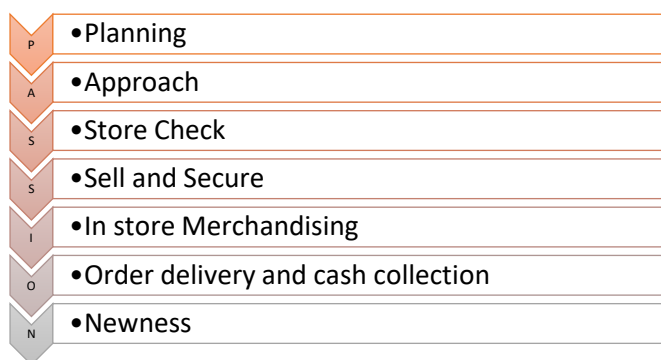 P •Planning
A •Approach
S •Store Check
S •Sell and Secure
I •In store Merchandising
O •Order delivery and cash collection
N •Newness